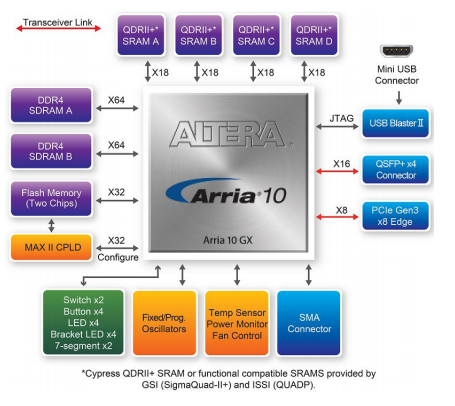 Transceiver Link
QDRII+*
SRAM A
QDRII+*
SRAM B
QDRII+*
SRAM C
QDRII+*
SRAM D
X18
X18
X18
X18
Mini USB
Connector
DDR4
SDRAM A
X64
DDR4
SDRAM B
X64
Flash Memory
(Two Chips)
X32
MAX II CPLD
X32
Configure
ALTERA
Arria 10
Arria 10 GX
JTAG
USB Blaster II
X16
QSFP+ x4
Connector
X8
PCIe Gen3
x8 Edge
Switch x2
Button x4
LED x4
Bracket LED x4
7-segment x2
Fixed/Prog.
Oscillators
Temp Sensor
Power Monitor
Fan Control
SMA
Connector
*Cypress QDRII+ SRAM or functional compatible SRAMS provided by
GSI (SigmaQuad-II+) and ISSI (QUADP).